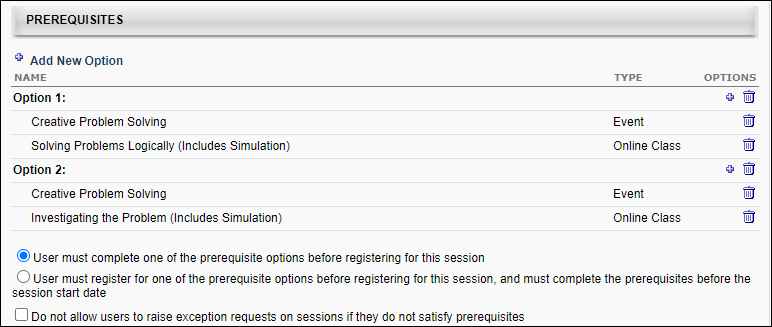 PREREQUISITES
Add New Option
NAME TYPE OPTIONS
Option 1:
Creative Problem Solving Event
Solving Problems Logically (Includes Simulation) Online Class
Option 2:
Creative Problem Solving Event
Investigating the Problem (Includes Simulation) Online Class
User must complete one of the prerequisite options before registering for this session
User must register for one of the prerequisite options before registering for this session, and must complete the prerequisites before the
session start date
Do not allow users to raise exception requests on sessions if they do not satisfy prerequisites